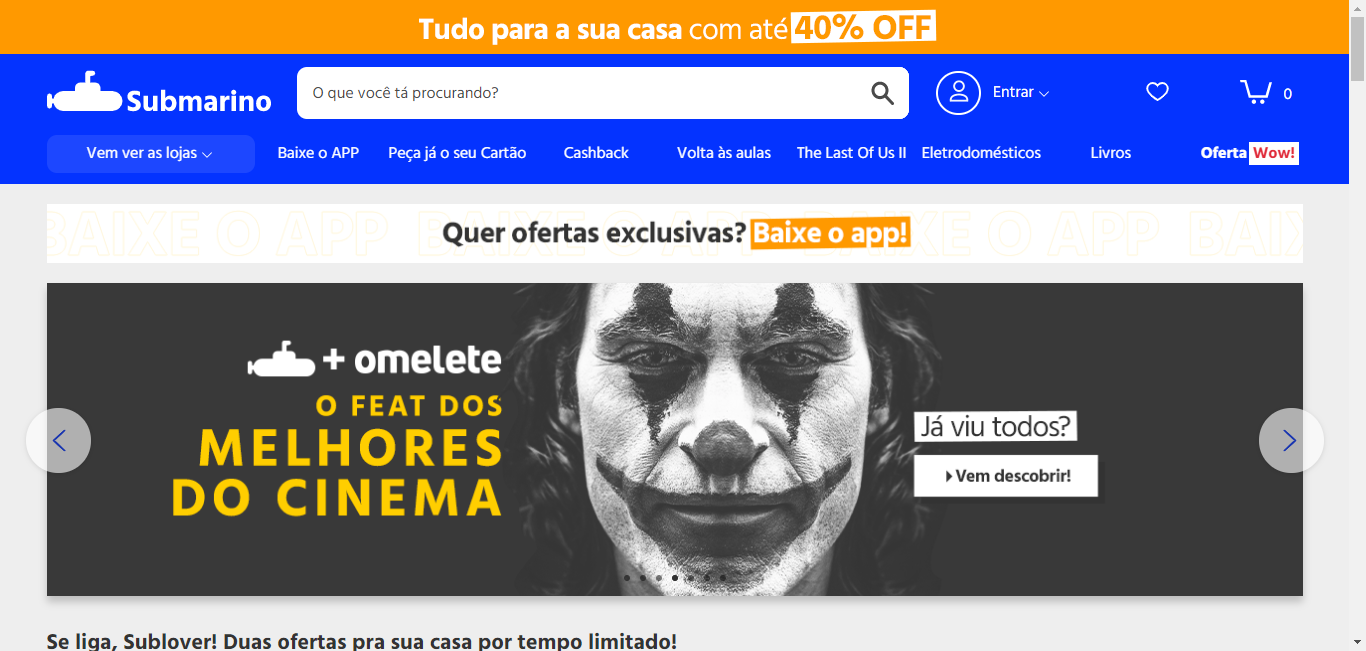 Tudo para a sua casa com até 40% OFF
Submarino
O que você tá procurando?
Entrar
0
Vem ver as lojas
Baixe o APP
Peça já o seu Cartão
Cashback
Volta às aulas
The Last Of Us II
Eletrodomésticos
Livros
Oferta Wow!
BAIXE O APP BAIXE O APP BAIXE O APP BAIX
Quer ofertas exclusivas? Baixe o app!
+ omelete
O FEAT DOS
MELHORES
DO CINEMA
Já viu todos?
Vem descobrir!
Se liga, Sublover! Duas ofertas pra sua casa por tempo limitado!